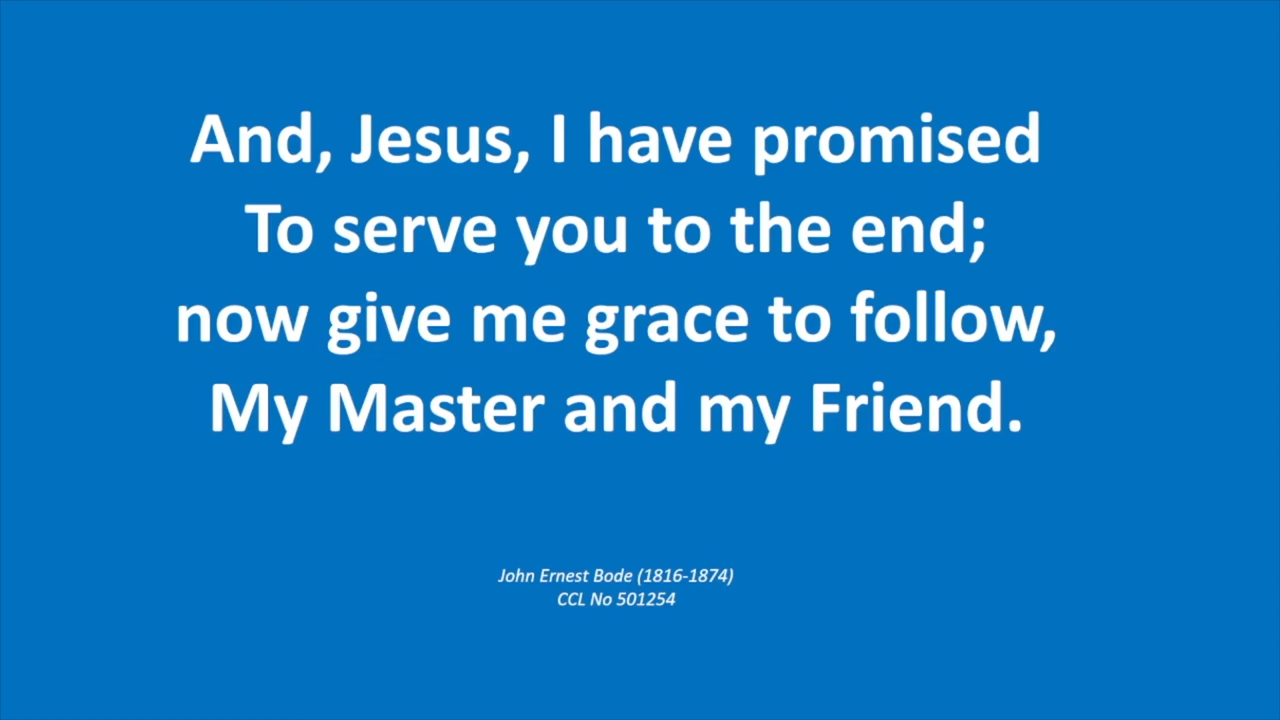 And, Jesus, I have promised
To serve you to the end;
now give me grace to follow,
My Master and my Friend.
John Ernest Bode (1816-1874)
CCL No 501254